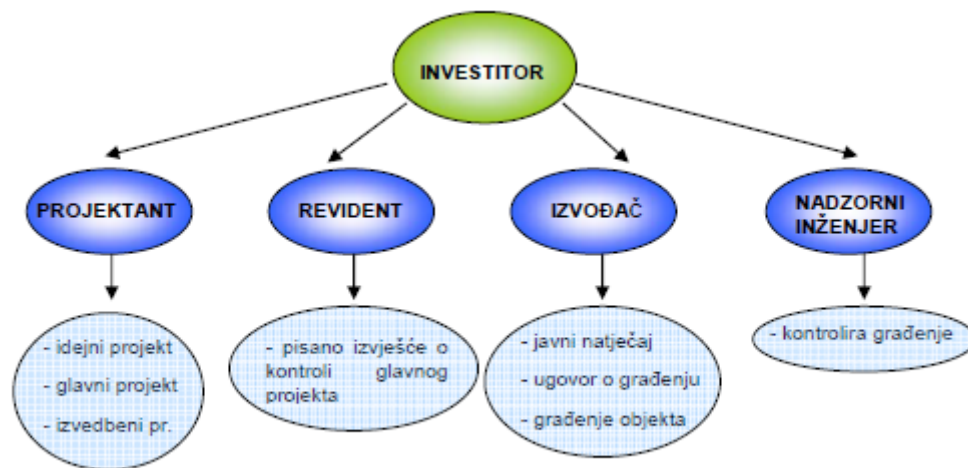 INVESTITOR
PROJEKTANT
REVIDENT
IZVOĐAČ
NADZORNI
INŽENJER
- idejni projekt
- glavni projekt
- izvedbeni pr.
- pisano izvješće o
kontroli glavnog
projekta
- javni natječaj
- ugovor o građenju
- građenje objekta
- kontrolira građenje